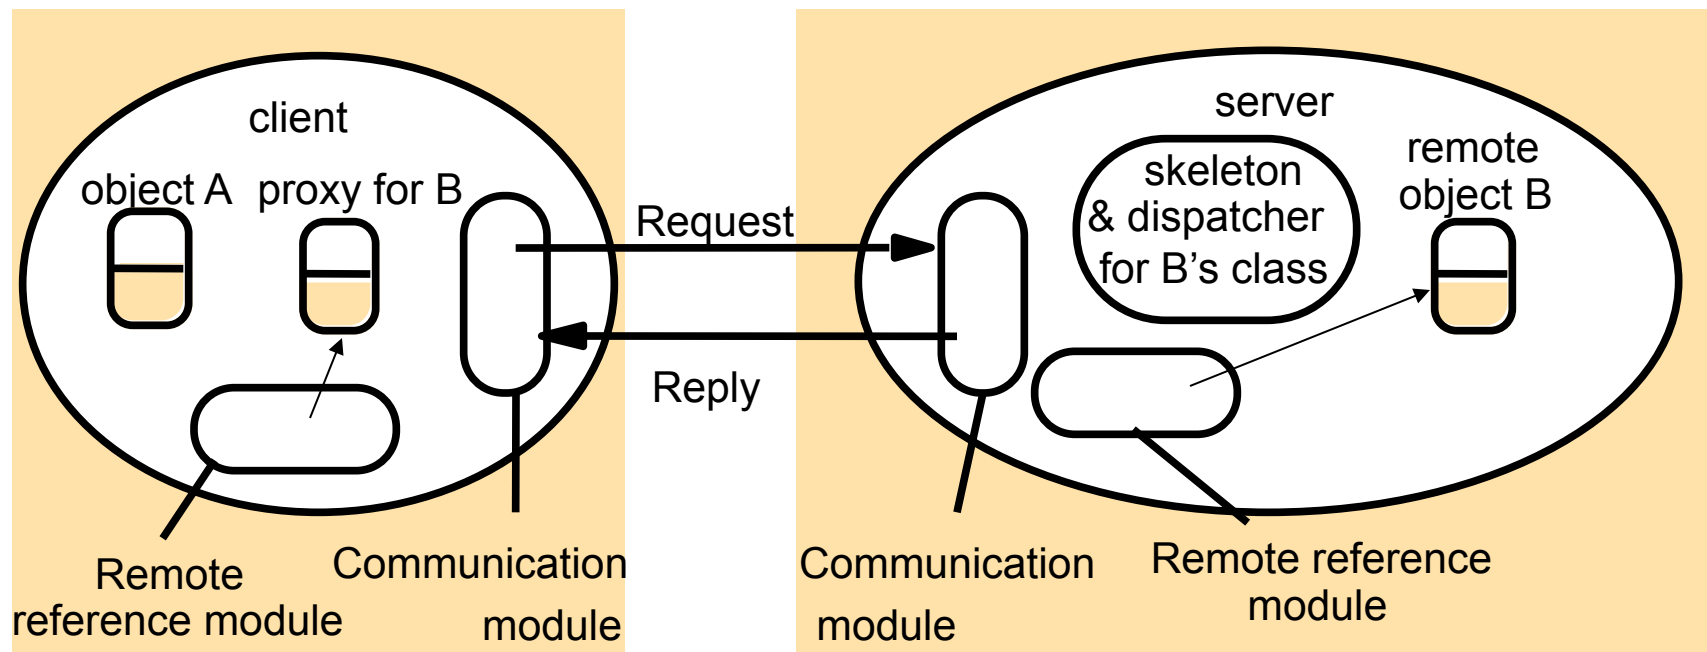 client
object A
proxy for B
Request
Reply
Remote
reference module
Communication
module
server
skeleton
& dispatcher
for B’s class
remote
object B
Communication
module
Remote reference
module